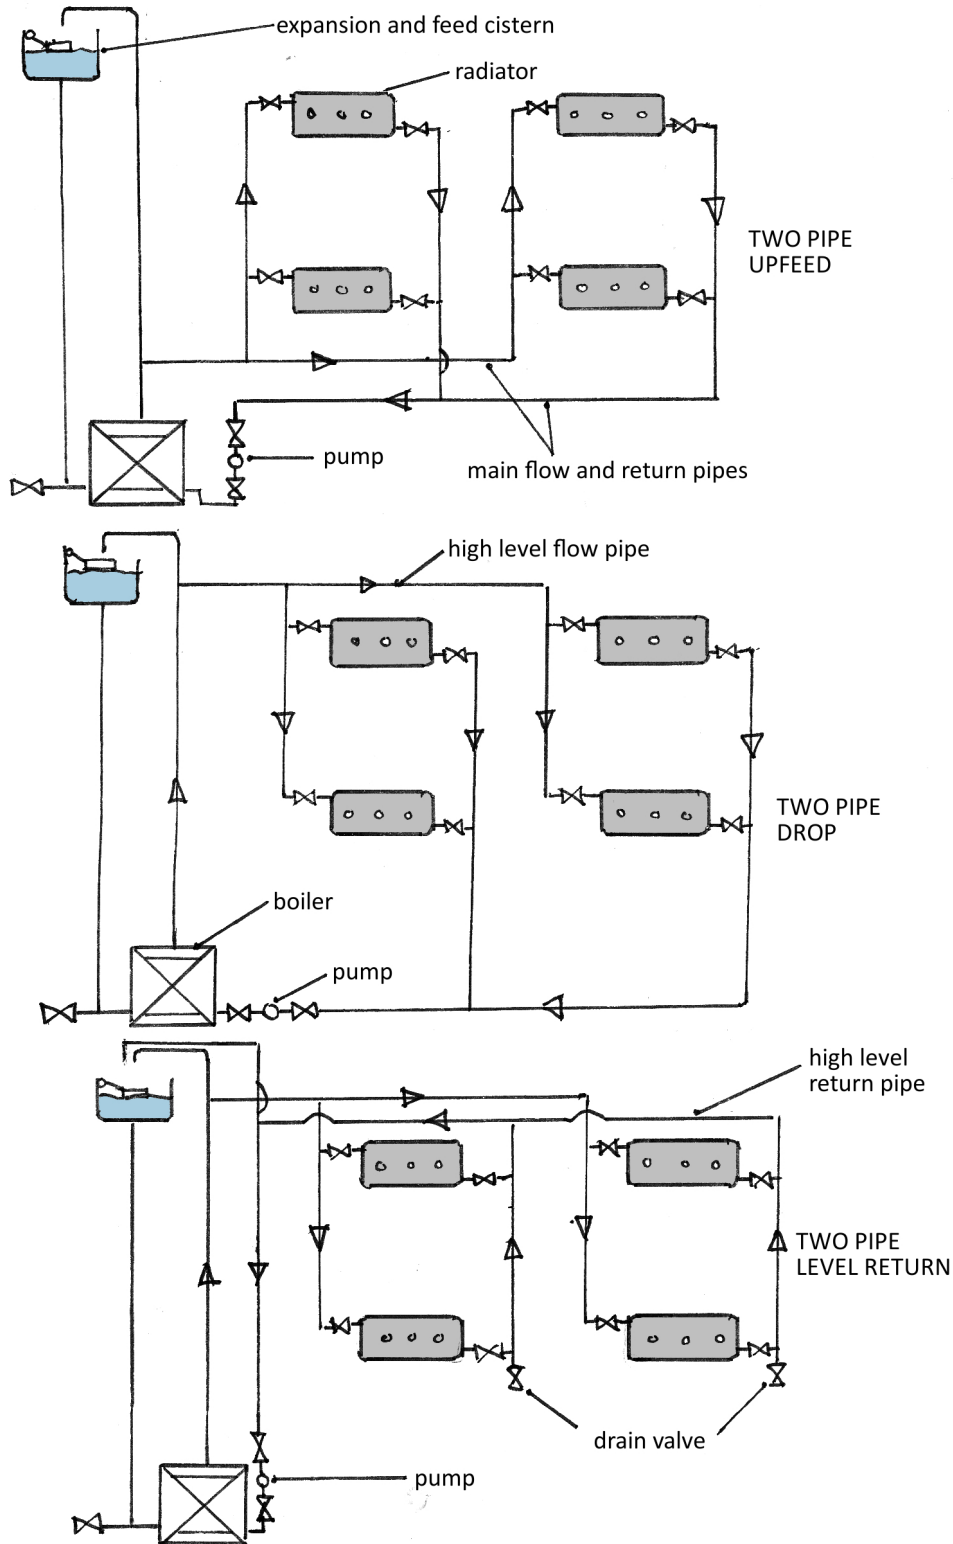 expansion and feed cistern
radiator
TWO PIPE
UPFEED
pump
main flow and return pipes
high level flow pipe
TWO PIPE
DROP
boiler
pump
high level
return pipe
TWO PIPE
LEVEL RETURN
drain valve
pump